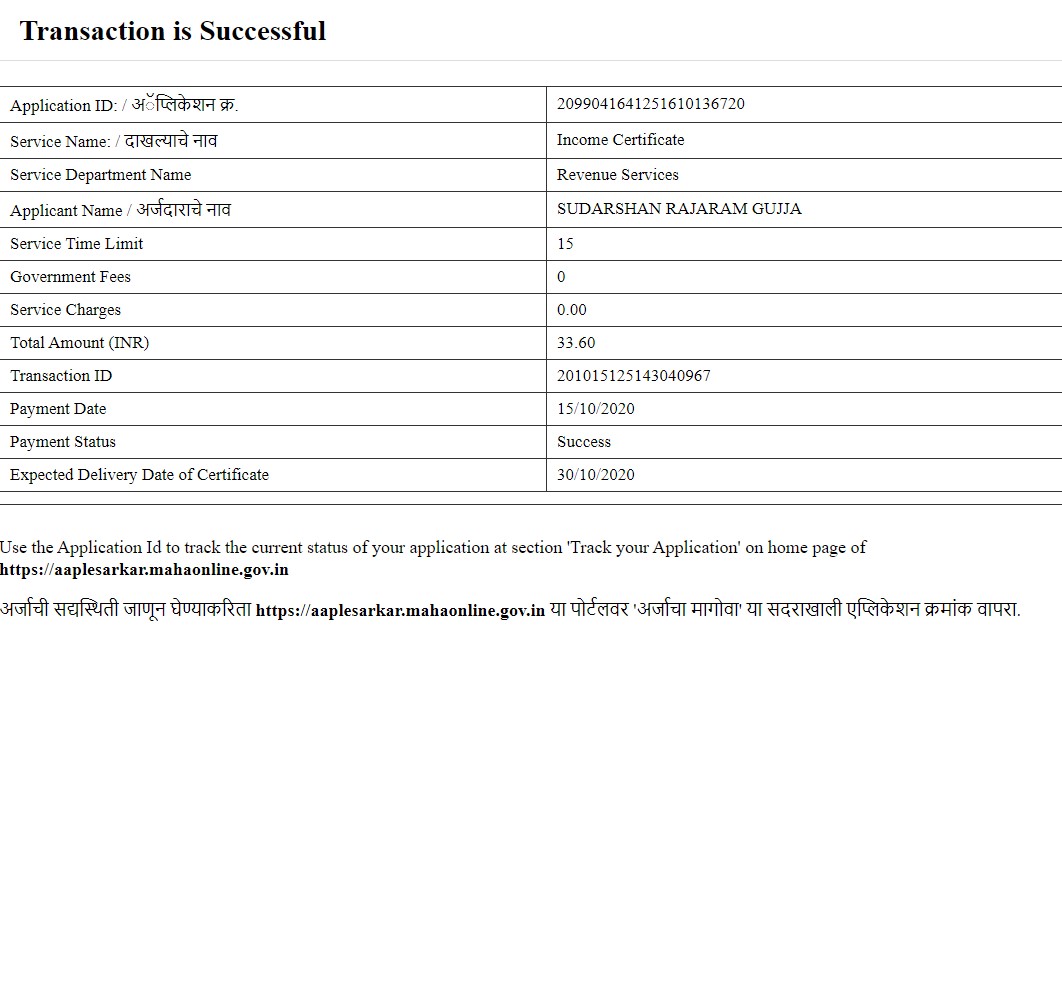 Transaction is Successful
Application ID: / अॅप्लिकेशन क्र. 2099041641251610136720
Service Name: / दाखल्याचे नाव Income Certificate
Service Department Name Revenue Services
Applicant Name / अर्जदाराचे नाव SUDARSHAN RAJARAM GUJJA
Service Time Limit 15
Government Fees 0
Service Charges 0.00
Total Amount (INR) 33.60
Transaction ID 201015125143040967
Payment Date 15/10/2020
Payment Status Success
Expected Delivery Date of Certificate 30/10/2020
Use the Application Id to track the current status of your application at section 'Track your Application' on home page of
https://aaplesarkar.mahaonline.gov.in
अर्जाची सद्यस्थिती जाणून घेण्याकरिता https://aaplesarkar.mahaonline.gov.in या पोर्टलवर 'अर्जाचा मागोवा' या सदराखाली एप्लिकेशन क्रमांक वापरा.